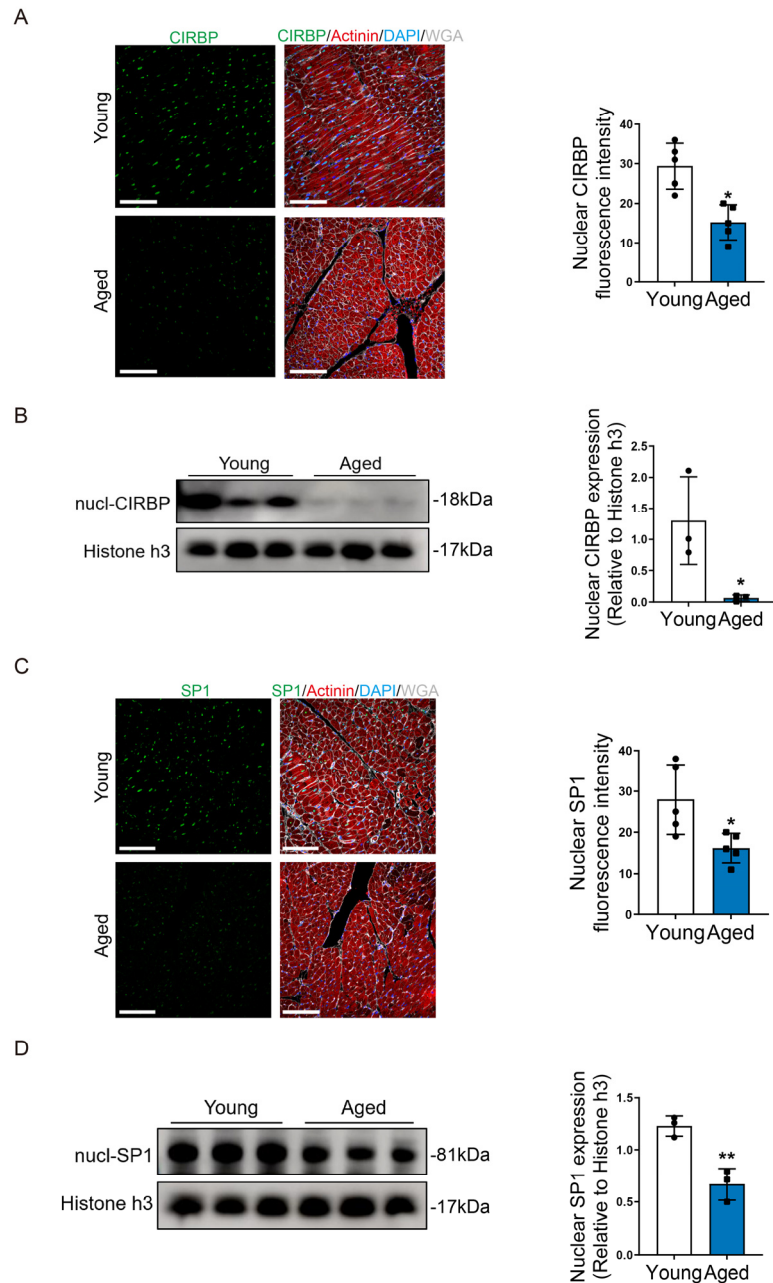 A
CIRBP
CIRBP/Actinin/DAPI/WGA
Young
Aged
Nuclear CIRBP
fluorescence intensity
40
30
20
10
0
*
Young Aged
B
Young Aged
nucl-CIRBP
-18kDa
Histone h3
-17kDa
Nuclear CIRBP expression
(Relative to Histone h3)
2.5
2.0
1.5
1.0
0.5
0.0
*
Young Aged
C
SP1
SP1/Actinin/DAPI/WGA
Young
Aged
Nuclear SP1
fluorescence intensity
40
30
20
10
0
*
Young Aged
D
Young Aged
nucl-SP1
-81kDa
Histone h3
-17kDa
Nuclear SP1 expression
(Relative to Histone h3)
1.5
1.0
0.5
0.0
**
Young Aged